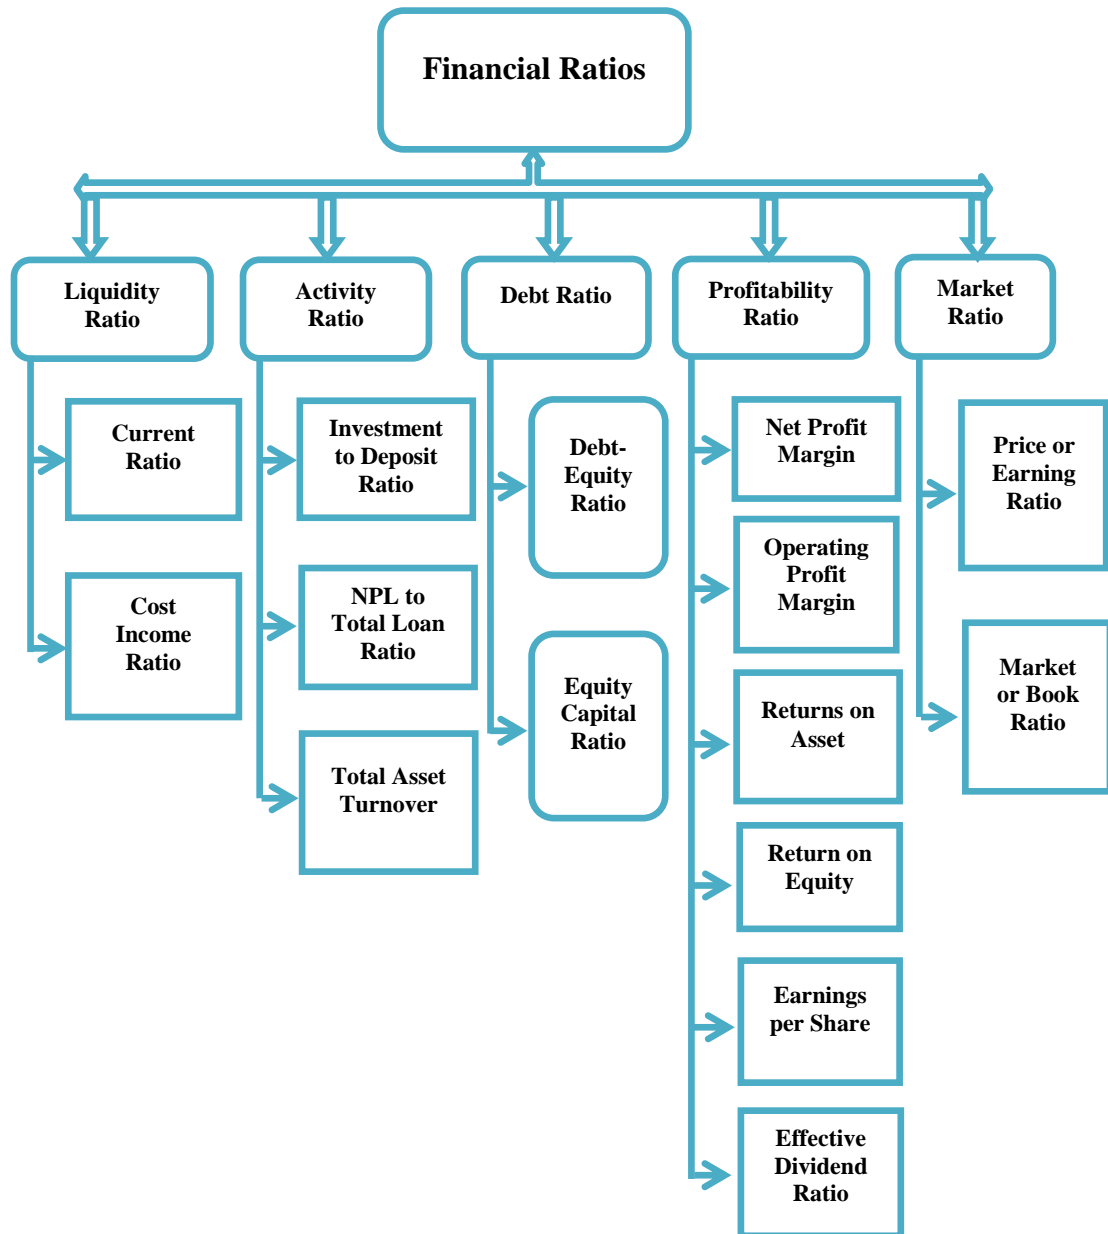 Financial Ratios
Liquidity
Ratio
Activity
Ratio
Debt Ratio
Profitability
Ratio
Market
Ratio
Current
Ratio
Cost
Income
Ratio
Investment
to Deposit
Ratio
NPL to
Total Loan
Ratio
Total Asset
Turnover
Debt-
Equity
Ratio
Equity
Capital
Ratio
Net Profit
Margin
Operating
Profit
Margin
Returns on
Asset
Return on
Equity
Earnings
per Share
Effective
Dividend
Ratio
Price or
Earning
Ratio
Market
or Book
Ratio